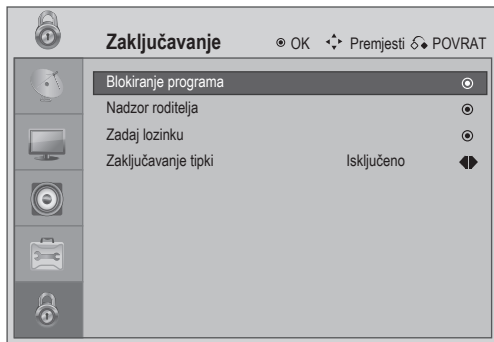 Zaključavanje OK Premjesti POVRAT
Blokiranje programa
Nadzor roditelja
Zadaj lozinku
Zaključavanje tipki Isključeno